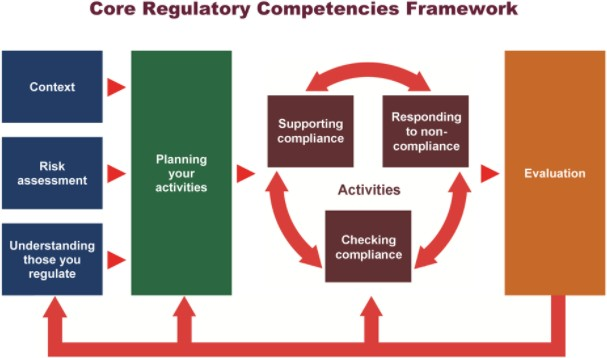 Core Regulatory Competencies Framework
Context
Risk
assessment
Understanding
those you
regulate
Planning
your
activities
Supporting
compliance
Responding
to non-
compliance
Activities
Checking
compliance
Evaluation